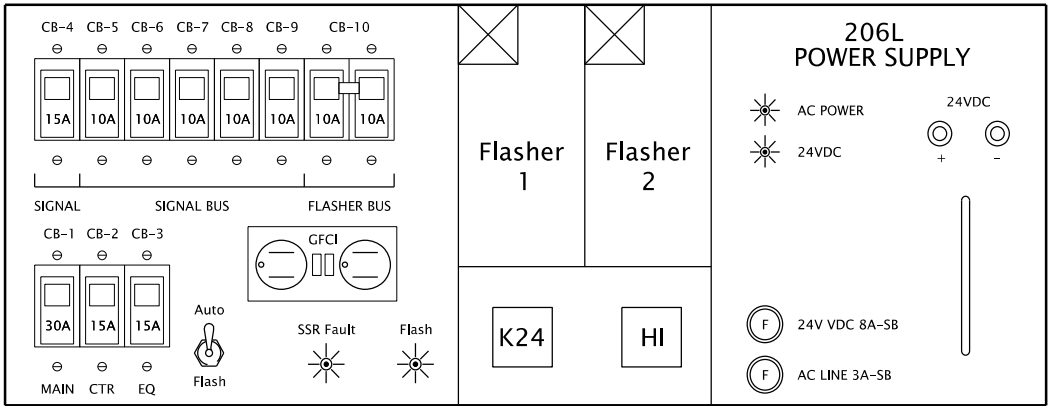 CB-4 CB-5 CB-6 CB-7 CB-8 CB-9 CB-10
15A 10A 10A 10A 10A 10A 10A 10A
SIGNAL SIGNAL BUS FLASHER BUS
CB-1 CB-2 CB-3
30A 15A 15A
MAIN CTR EQ
Auto
Flash
GFCI
SSR Fault
Flash
Flasher
1
Flasher
2
K24
HI
206L
POWER SUPPLY
AC POWER
24VDC
24VDC
+ -
F 24V VDC 8A-SB
F AC LINE 3A-SB